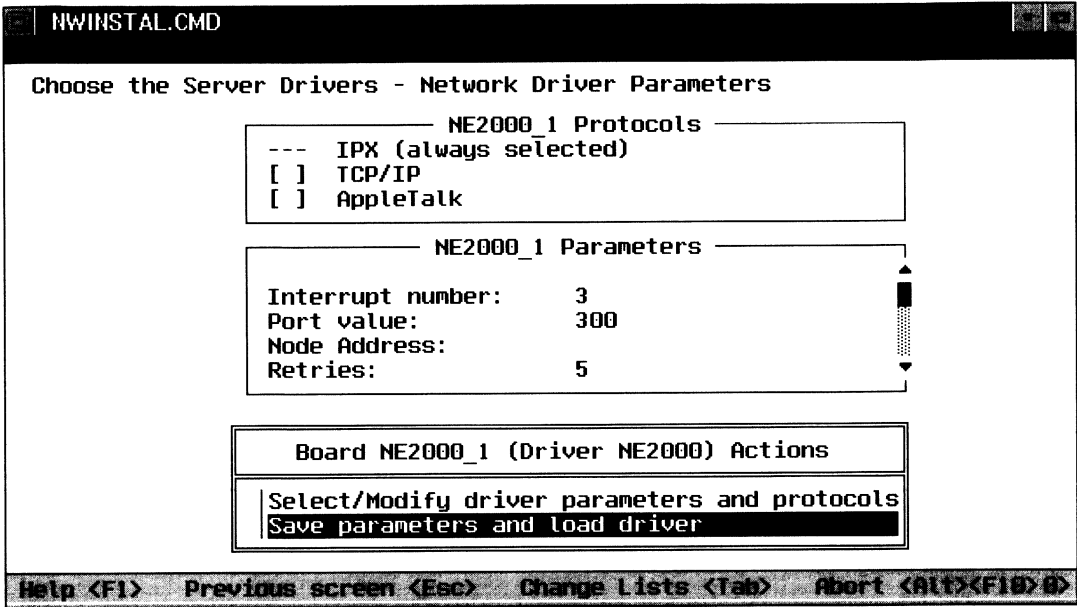 NWINSTAL.CMD
Choose the Server Drivers - Network Driver Parameters
NE2000_1 Protocols
--- IPX (always selected)
[ ] TCP/IP
[ ] AppleTalk
NE2000_1 Parameters
Interrupt number: 3
Port value: 300
Node Address:
Retries: 5
Board NE2000_1 (Driver NE2000) Actions
Select/Modify driver parameters and protocols
Save parameters and load driver
Help <F1> Previous screen <Esc> Change Lists <Tab> Abort <Alt><F10>0>